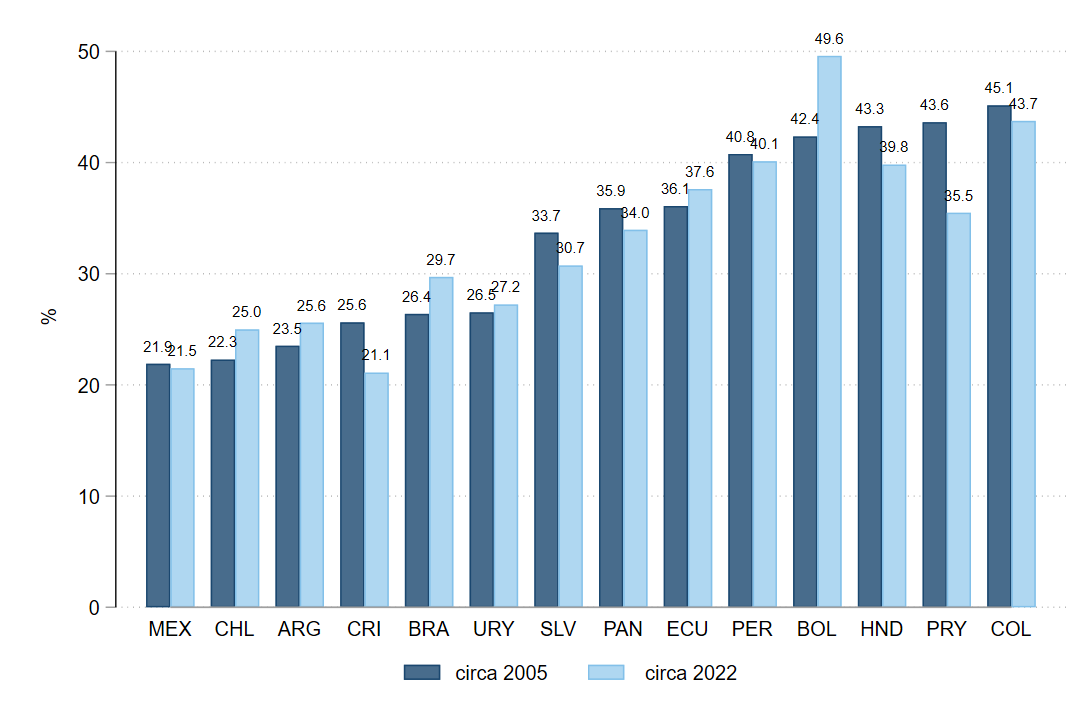 50
40
30
20
10
0
%
21.9 21.5 22.3 25.0 23.5 25.6 25.6 21.1 26.4 29.7 26.5 27.2 33.7 30.7 35.9 34.0 36.1 37.6 40.8 40.1 42.4 49.6 43.3 39.8 43.6 35.5 45.1 43.7
MEX CHL ARG CRI BRA URY SLV PAN ECU PER BOL HND PRY COL
circa 2005 circa 2022